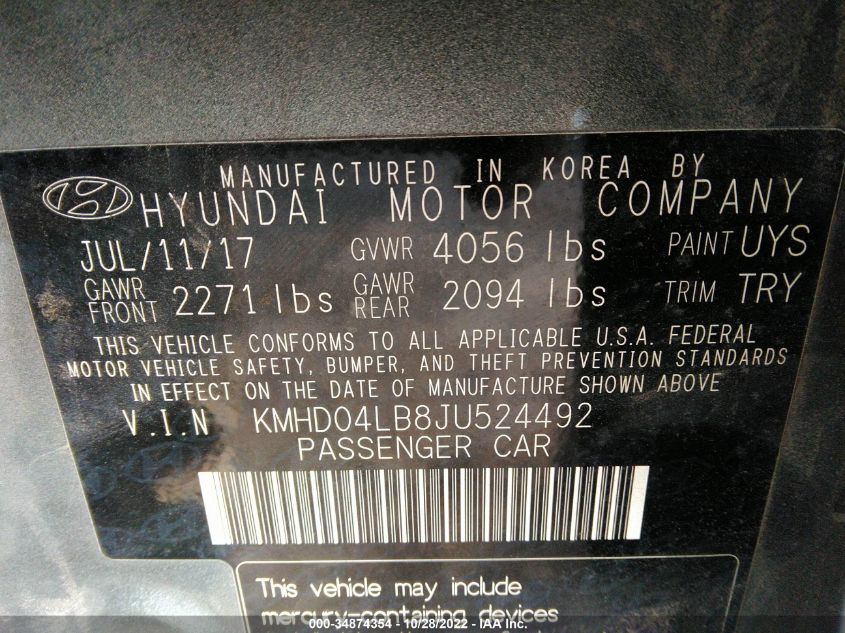 MANUFACTURED IN KOREA BY
HYUNDAI MOTOR COMPANY
JUL/11/17 GVWR 4056 lbs PAINT UYS
GAWR FRONT 2271 lbs GAWR REAR 2094 lbs TRIM TRY
THIS VEHICLE CONFORMS TO ALL APPLICABLE U.S.A. FEDERAL
MOTOR VEHICLE SAFETY, BUMPER, AND THEFT PREVENTION STANDARDS
IN EFFECT ON THE DATE OF MANUFACTURE SHOWN ABOVE
V.I.N KMHD04LB8JU524492
PASSENGER CAR
This vehicle may include
mercury-containing devices
000-34874354 - 10/28/2022 - IAA Inc.